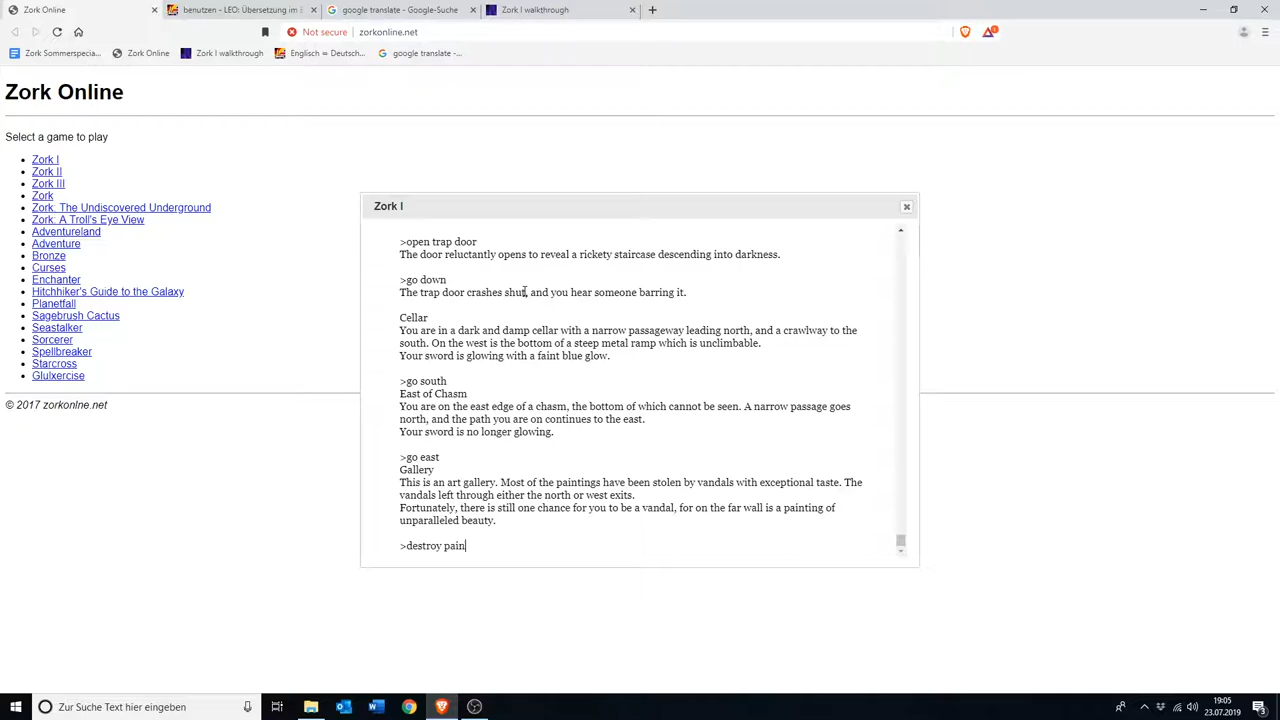 Zork Online
benutzen – LEO: Übersetzung im E
google translate - Google-Suche
Zork I walkthrough
Not secure
zorkonline.net
Zork Sommerspecia...
Zork Online
Zork I walkthrough
Englisch ⇔ Deutsch...
google translate -...
Zork Online
Select a game to play
Zork I
Zork II
Zork III
Zork
Zork: The Undiscovered Underground
Zork: A Troll's Eye View
Adventureland
Adventure
Bronze
Curses
Enchanter
Hitchhiker's Guide to the Galaxy
Planetfall
Sagebrush Cactus
Seastalker
Sorcerer
Spellbreaker
Starcross
Glulxercise
© 2017 zorkonlne.net
Zork I
>open trap door
The door reluctantly opens to reveal a rickety staircase descending into darkness.
>go down
The trap door crashes shut, and you hear someone barring it.
Cellar
You are in a dark and damp cellar with a narrow passageway leading north, and a crawlway to the
south. On the west is the bottom of a steep metal ramp which is unclimbable.
Your sword is glowing with a faint blue glow.
>go south
East of Chasm
You are on the east edge of a chasm, the bottom of which cannot be seen. A narrow passage goes
north, and the path you are on continues to the east.
Your sword is no longer glowing.
>go east
Gallery
This is an art gallery. Most of the paintings have been stolen by vandals with exceptional taste. The
vandals left through either the north or west exits.
Fortunately, there is still one chance for you to be a vandal, for on the far wall is a painting of
unparalleled beauty.
>destroy pain
Zur Suche Text hier eingeben
19:05
23.07.2019